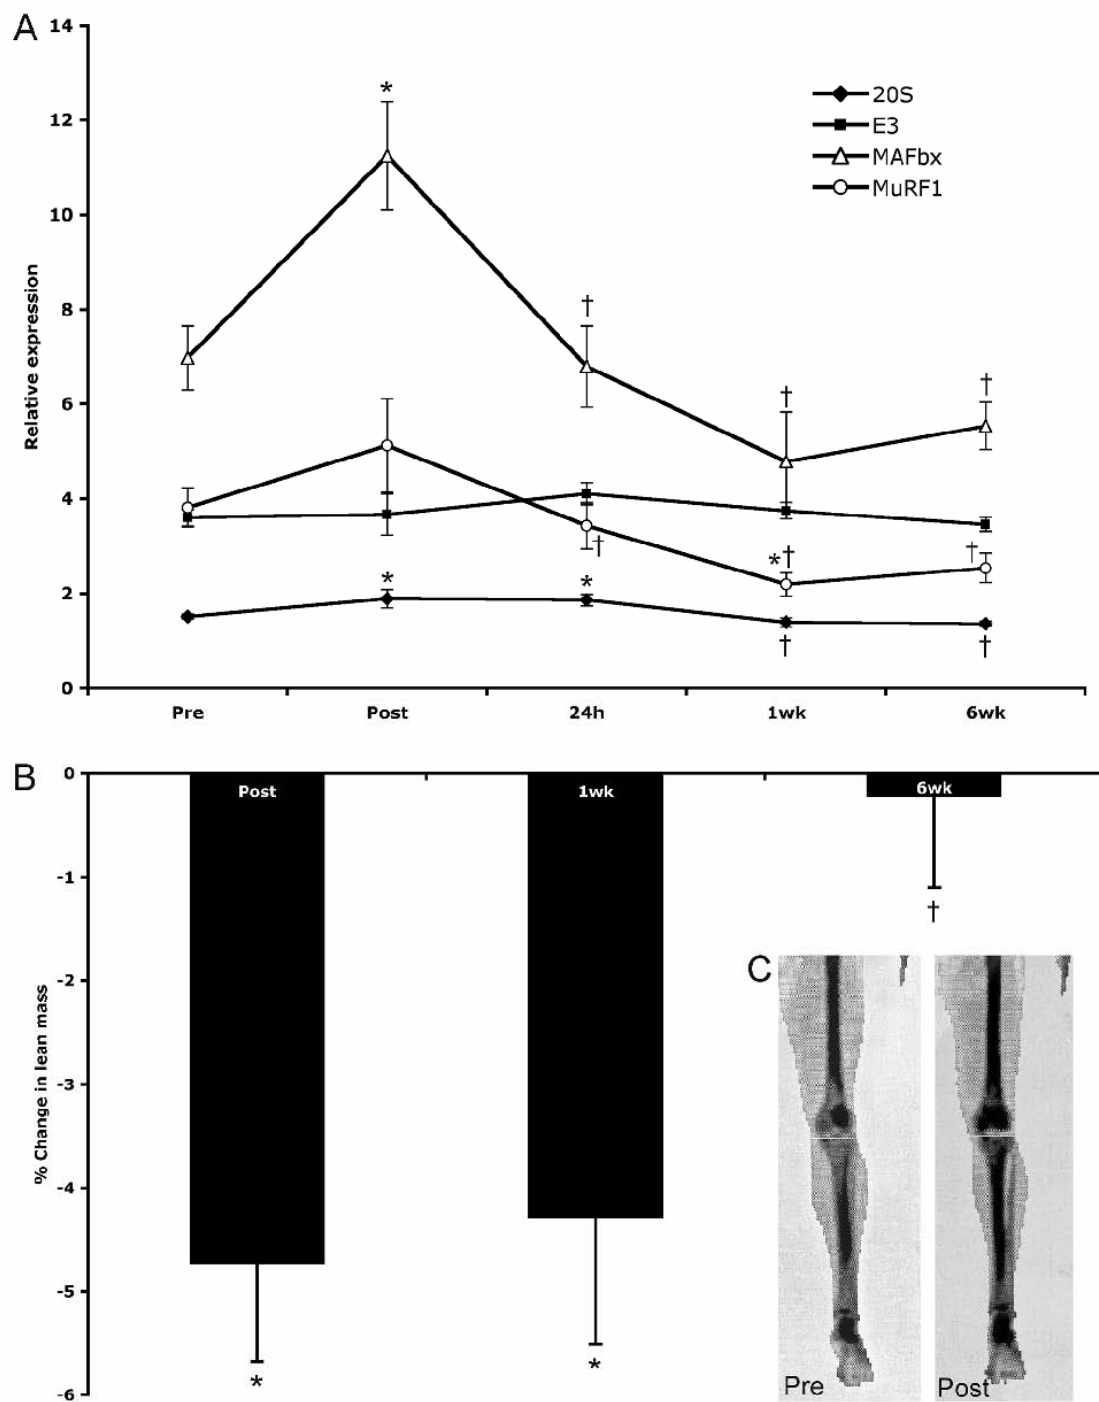 A
14
12
10
8
6
4
2
0
Relative expression
20S
E3
MAFbx
MuRF1
*
†
†
†
*
*
†
*†
†
†
†
Pre Post 24h 1wk 6wk
B
0
-1
-2
-3
-4
-5
-6
% Change in lean mass
Post 1wk 6wk
†
*
*
C
Pre Post